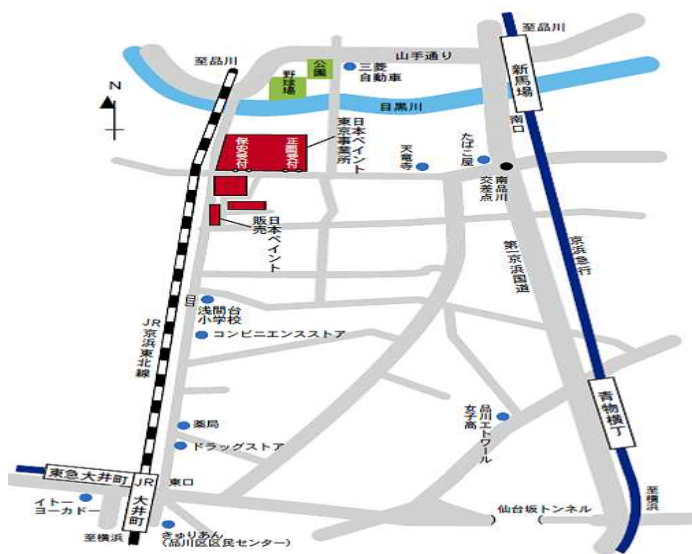 至品川
至品川
山手通り
公園
三菱
自動車
野球場
新馬場
N
目黒川
南口
日本ペイント
東京事業所
正面受付
保安受付
たばこ屋
天竜寺
南品川
交差点
日本ペイント
販売
第一京浜国道
京浜急行
浅間台
小学校
コンビニエンスストア
JR京浜東北線
青物横丁
品川エトワール
女子高
薬局
ドラッグストア
東急大井町
JR大井町
東口
イトー
ヨーカドー
仙台坂トンネル
至横浜
至横浜
きゅりあん
(品川区区民センター)